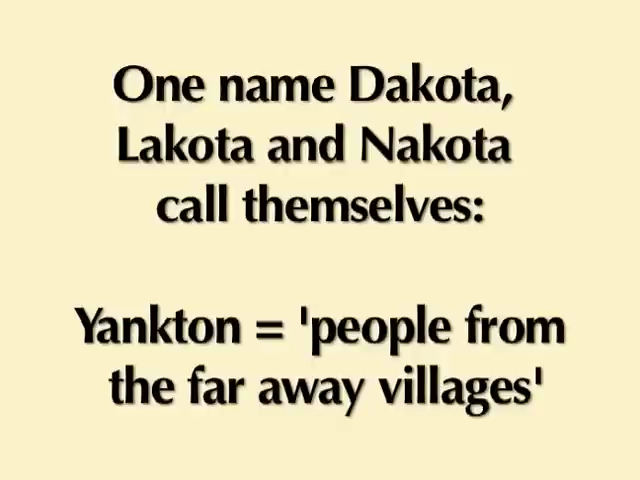 One name Dakota,
Lakota and Nakota
call themselves:
Yankton = 'people from
the far away villages'